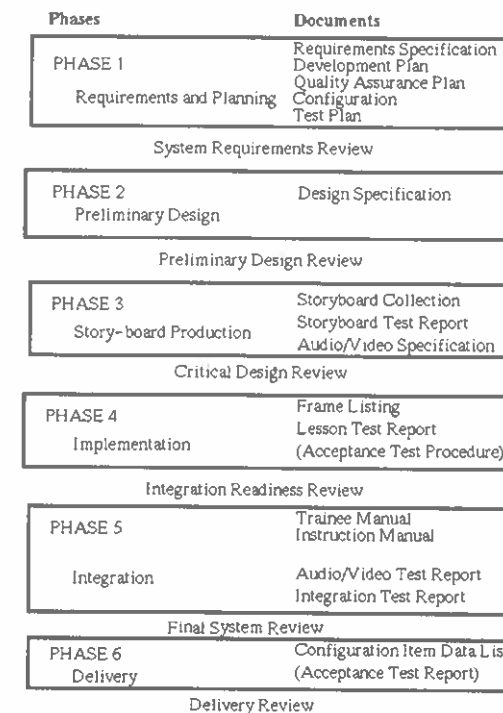 Phases Documents
PHASE 1 Requirements Specification
Development Plan
Quality Assurance Plan
Requirements and Planning Configuration
Test Plan
System Requirements Review
PHASE 2 Design Specification
Preliminary Design
Preliminary Design Review
PHASE 3 Storyboard Collection
Story-board Production Storyboard Test Report
Audio/Video Specification
Critical Design Review
PHASE 4 Frame Listing
Lesson Test Report
Implementation (Acceptance Test Procedure)
Integration Readiness Review
PHASE 5 Trainee Manual
Instruction Manual
Integration Audio/Video Test Report
Integration Test Report
Final System Review
PHASE 6 Configuration Item Data Lis
Delivery (Acceptance Test Report)
Delivery Review